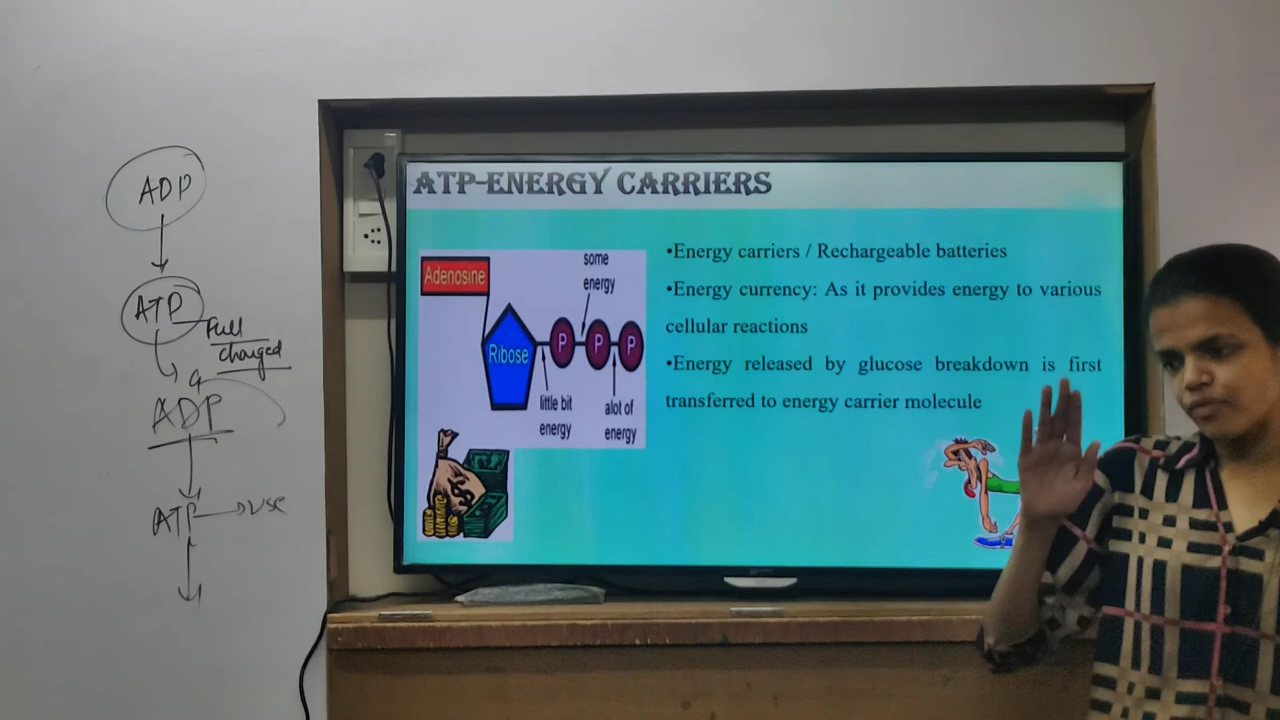 ADP
ATP
Full
charged
ADP
ATP → use
ATP-ENERGY CARRIERS
Adenosine
Ribose
P
P
P
some
energy
little bit
energy
alot of
energy
$
•Energy carriers / Rechargeable batteries
•Energy currency: As it provides energy to various
cellular reactions
•Energy released by glucose breakdown is first
transferred to energy carrier molecule